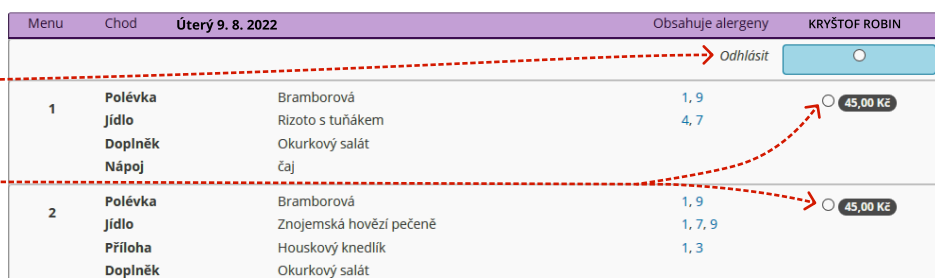 Menu Chod Úterý 9. 8. 2022 Obsahuje alergeny KRYŠTOF ROBIN
Odhlásit
1 Polévka Bramborová 1, 9 45,00 Kč
Jídlo Rizoto s tuňákem 4, 7
Doplněk Okurkový salát
Nápoj čaj
2 Polévka Bramborová 1, 9 45,00 Kč
Jídlo Znojemská hovězí pečeně 1, 7, 9
Příloha Houskový knedlík 1, 3
Doplněk Okurkový salát